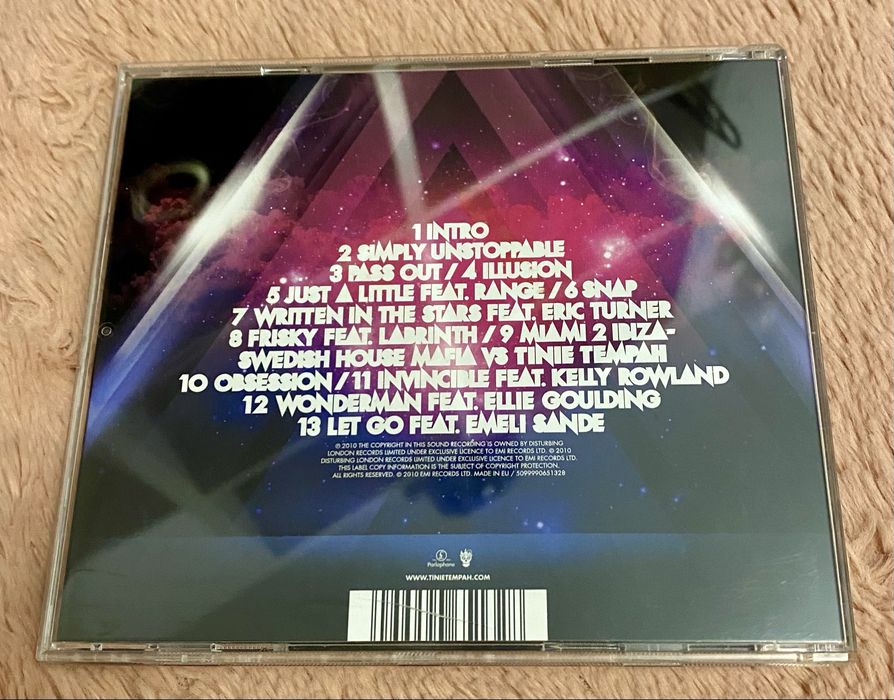 1 INTRO
2 SIMPLY UNSTOPPABLE
3 PASS OUT / 4 ILLUSION
5 JUST A LITTLE FEAT. RANGE / 6 SNAP
7 WRITTEN IN THE STARS FEAT. ERIC TURNER
8 FRISKY FEAT. LABRINTH / 9 MIAMI 2 IBIZA-
SWEDISH HOUSE MAFIA VS TINIE TEMPAH
10 OBSESSION / 11 INVINCIBLE FEAT. KELLY ROWLAND
12 WONDERMAN FEAT. ELLIE GOULDING
13 LET GO FEAT. EMELI SANDE
℗ 2010 THE COPYRIGHT IN THIS SOUND RECORDING IS OWNED BY DISTURBING
LONDON RECORDS LIMITED UNDER EXCLUSIVE LICENCE TO EMI RECORDS LTD. © 2010
DISTURBING LONDON RECORDS LIMITED UNDER EXCLUSIVE LICENCE TO EMI RECORDS LTD.
THIS LABEL COPY INFORMATION IS THE SUBJECT OF COPYRIGHT PROTECTION.
ALL RIGHTS RESERVED. © 2010 EMI RECORDS LTD. MADE IN EU / 5099990651328
Parlophone
WWW.TINIETEMPAH.COM